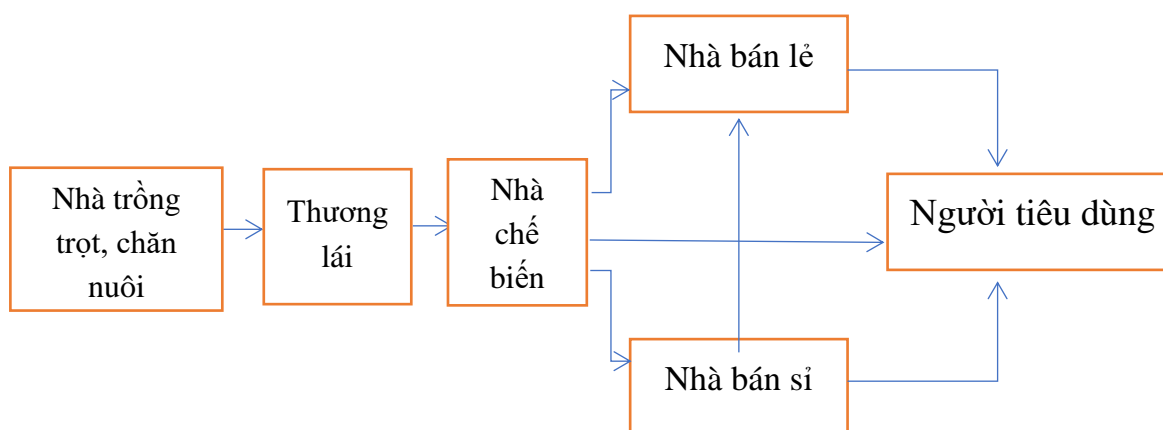 Nhà bán lẻ
Nhà trồng
trọt, chăn
nuôi
Thương
lái
Nhà
chế
biến
Người tiêu dùng
Nhà bán sỉ